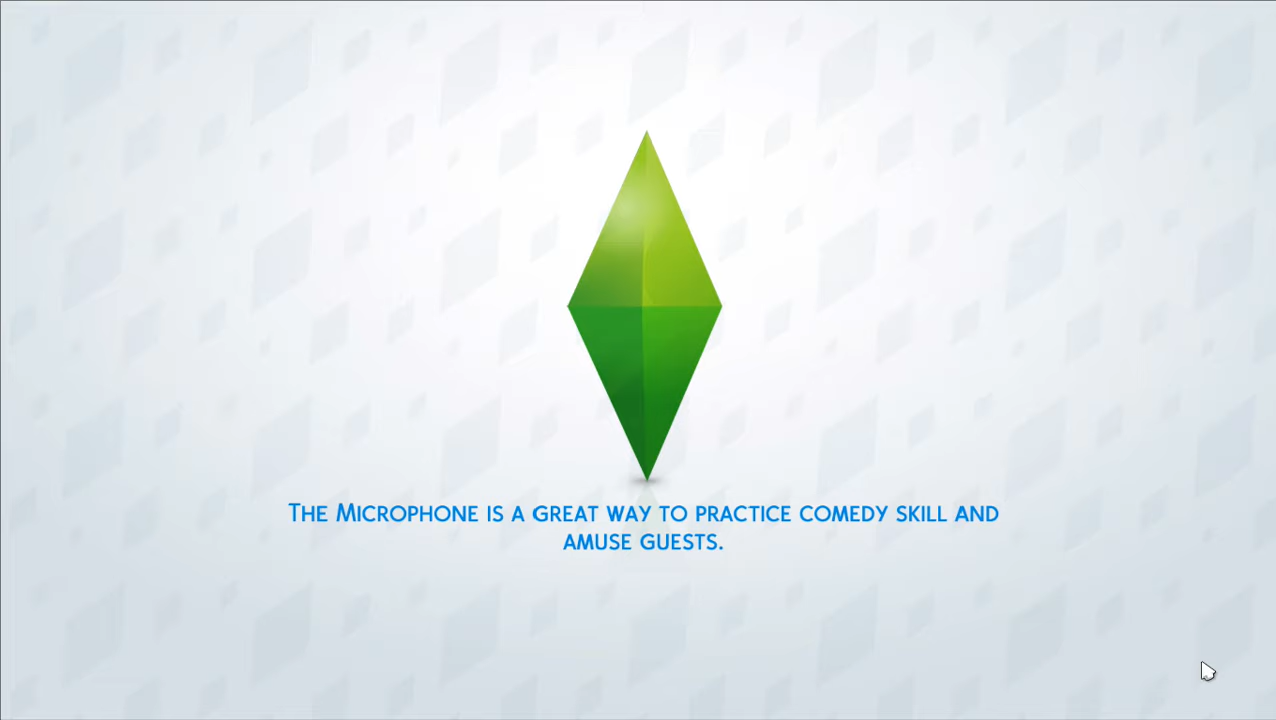 The Microphone is a great way to practice comedy skill and
amuse guests.